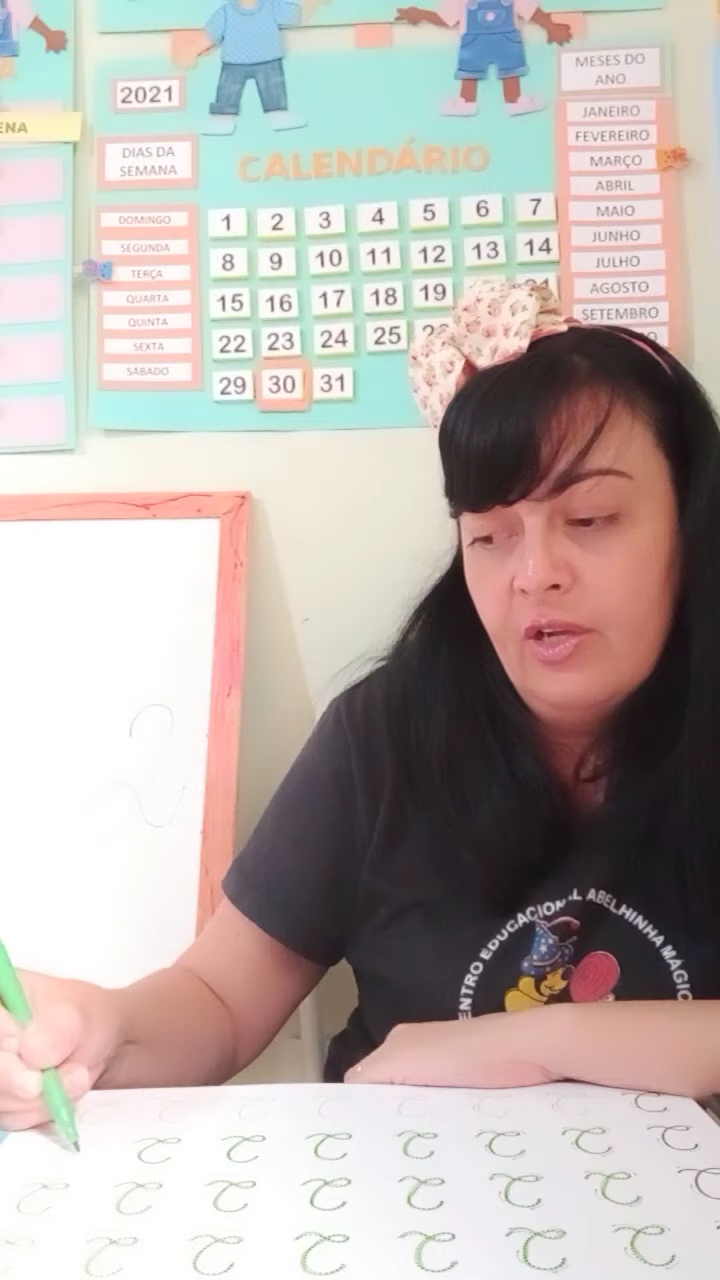 ENA
2021
DIAS DA
SEMANA
DOMINGO
SEGUNDA
TERÇA
QUARTA
QUINTA
SEXTA
SÁBADO
CALENDÁRIO
1 2 3 4 5 6 7
8 9 10 11 12 13 14
15 16 17 18 19
22 23 24 25
29 30 31
MESES DO
ANO
JANEIRO
FEVEREIRO
MARÇO
ABRIL
MAIO
JUNHO
JULHO
AGOSTO
SETEMBRO
ENTRO EDUCACIONAL ABELHINHA MÁGIC